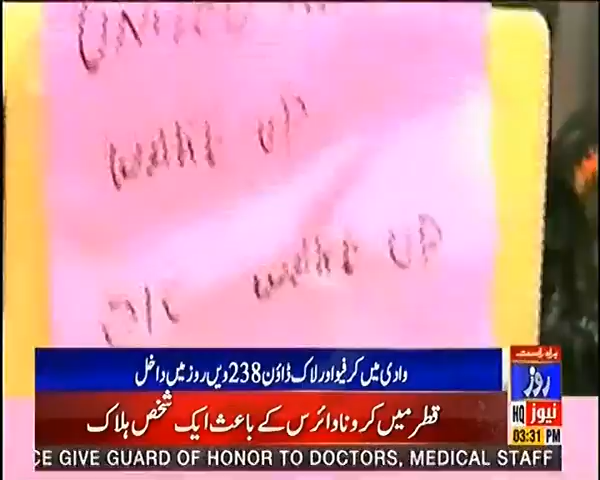 WAKE UP
WAKE UP
براہ راست
وادی میں کرفیو اور لاک ڈاؤن 238 ویں روز میں داخل
روز
نیوز
HQ
قطر میں کرونا وائرس کے باعث ایک شخص ہلاک
03:31 PM
CE GIVE GUARD OF HONOR TO DOCTORS, MEDICAL STAFF